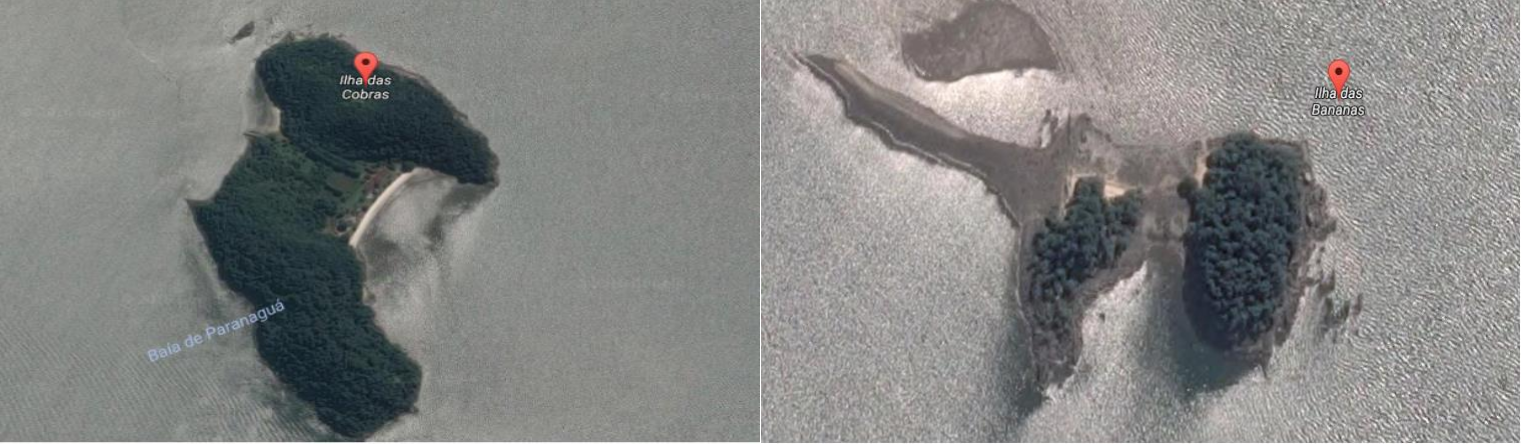 Ilha das
Cobras
Baía de Paranaguá
Ilha das
Bananas